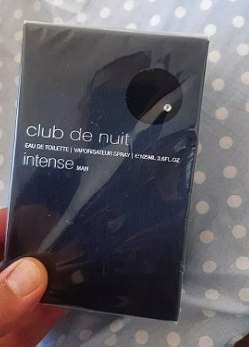 club de nuit
EAU DE TOILETTE | VAPORISATEUR SPRAY | ℮105ML 3.6FL.OZ
intense MAN